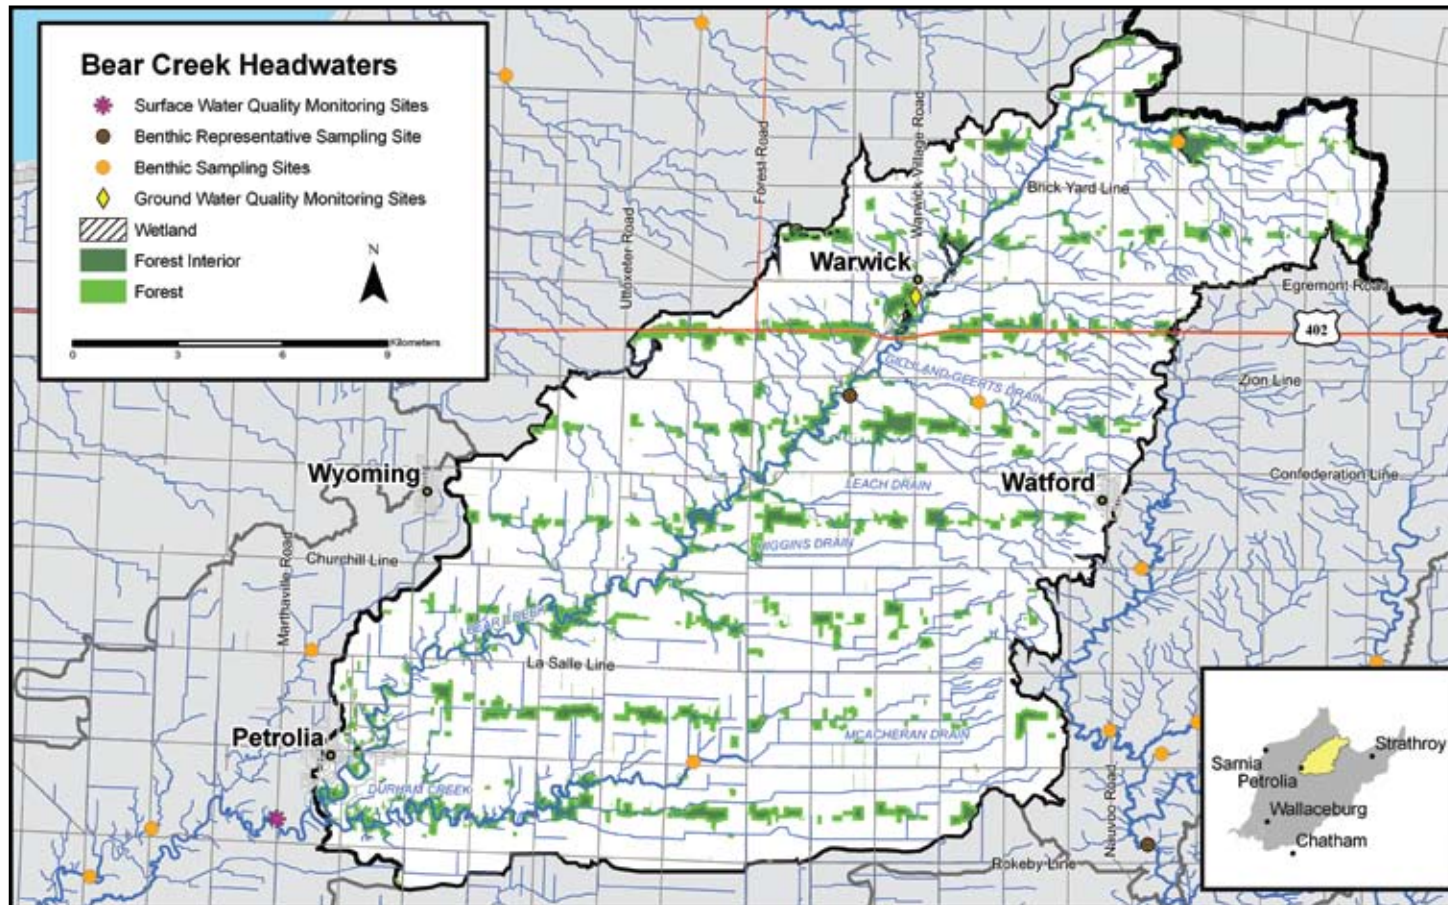 Bear Creek Headwaters
Surface Water Quality Monitoring Sites
Benthic Representative Sampling Site
Benthic Sampling Sites
Ground Water Quality Monitoring Sites
Wetland
Forest Interior
Forest
N
0 3 6 9 Kilometers
Uttoxeter Road
Forest Road
Warwick Village Road
Brick Yard Line
Warwick
Egremont Road
402
GILLILAND-GEERTS DRAIN
Zion Line
Wyoming
Confederation Line
LEACH DRAIN
Watford
HIGGINS DRAIN
Churchill Line
Marthaville Road
BEAR CREEK
La Salle Line
Petrolia
MCACHERAN DRAIN
DURHAM CREEK
Nauvoo Road
Rokeby Line
Sarnia
Strathroy
Petrolia
Wallaceburg
Chatham